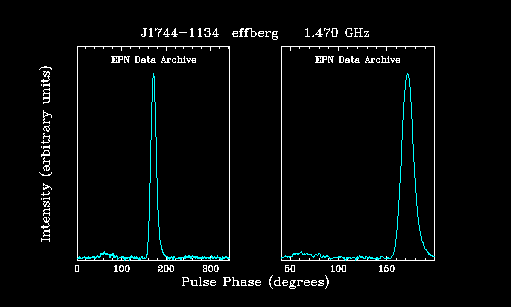 J1744-1134 effberg 1.470 GHz
EPN Data Archive
EPN Data Archive
Intensity (arbitrary units)
0 100 200 300
50 100 150
Pulse Phase (degrees)